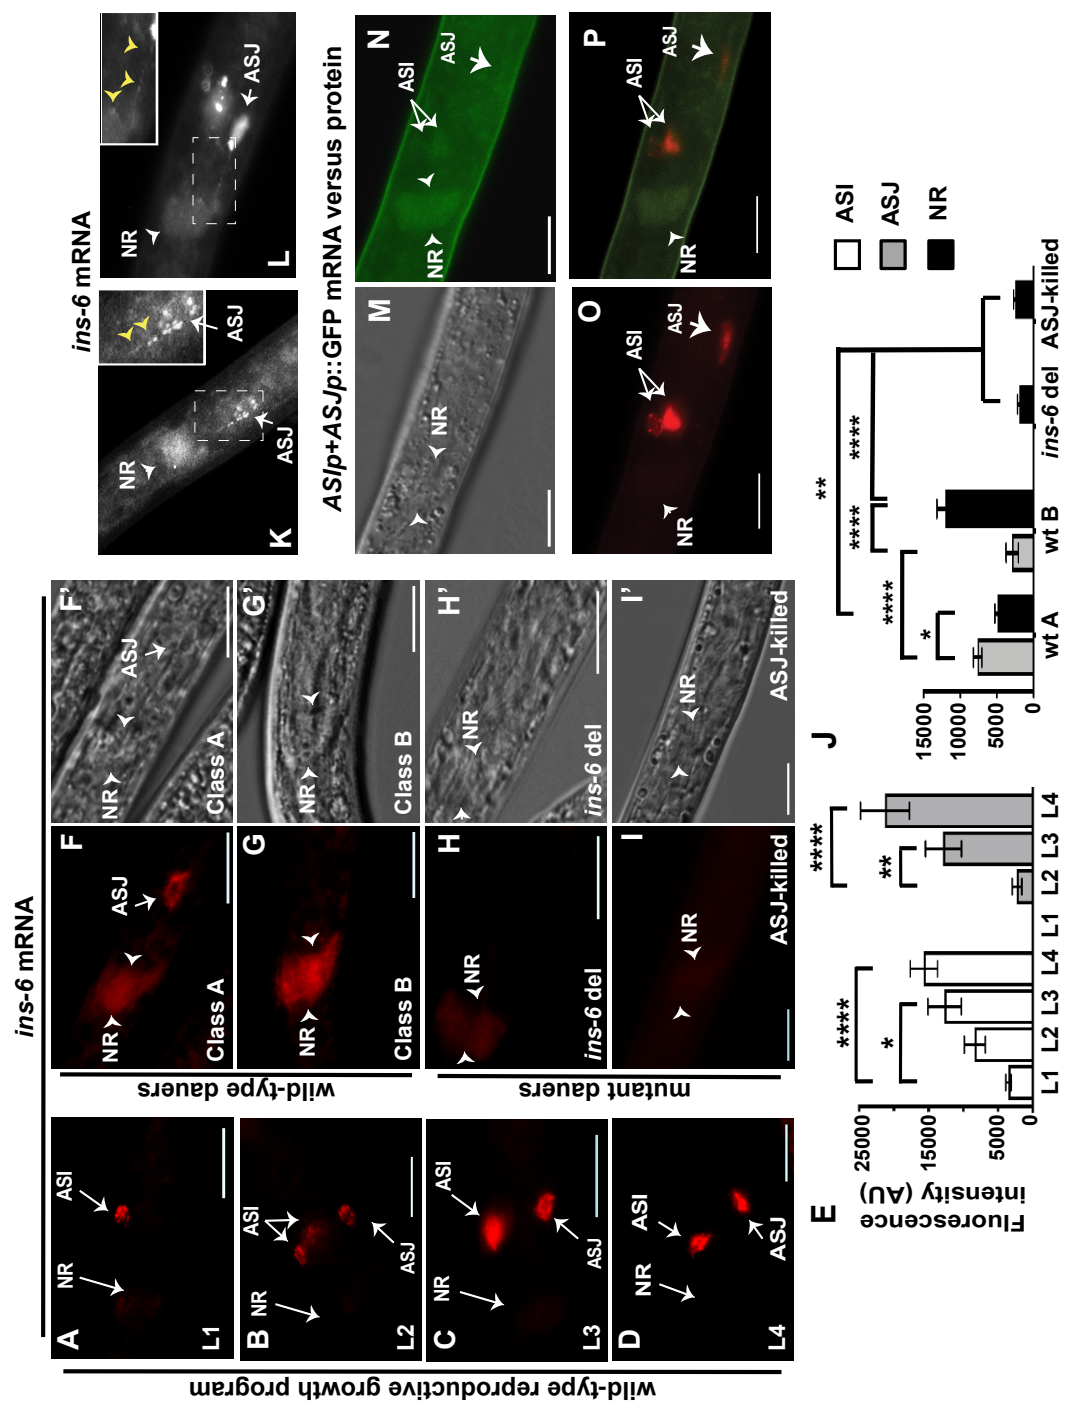 ins-6 mRNA
wild-type reproductive growth program
A
NR
ASI
L1
B
NR
ASI
ASJ
L2
C
NR
ASI
ASJ
L3
D
NR
ASI
ASJ
L4
wild-type dauers
F
NR
ASJ
Class A
F'
NR
ASJ
Class A
G
NR
Class B
G'
NR
Class B
mutant dauers
H
NR
ins-6 del
H'
NR
ins-6 del
I
NR
ASJ-killed
I'
NR
ASJ-killed
ins-6 mRNA
K
NR
ASJ
ASJ
L
NR
ASJ
ASIp+ASJp::GFP mRNA versus protein
M
NR
N
NR
ASI
ASJ
O
NR
ASI
ASJ
P
NR
ASI
ASJ
E
Fluorescence
intensity (AU)
25000
15000
5000
0
****
*
****
**
L1 L2 L3 L4 L1 L2 L3 L4
J
15000
10000
5000
0
**
****
****
****
*
wt A wt B ins-6 del ASJ-killed
ASI
ASJ
NR